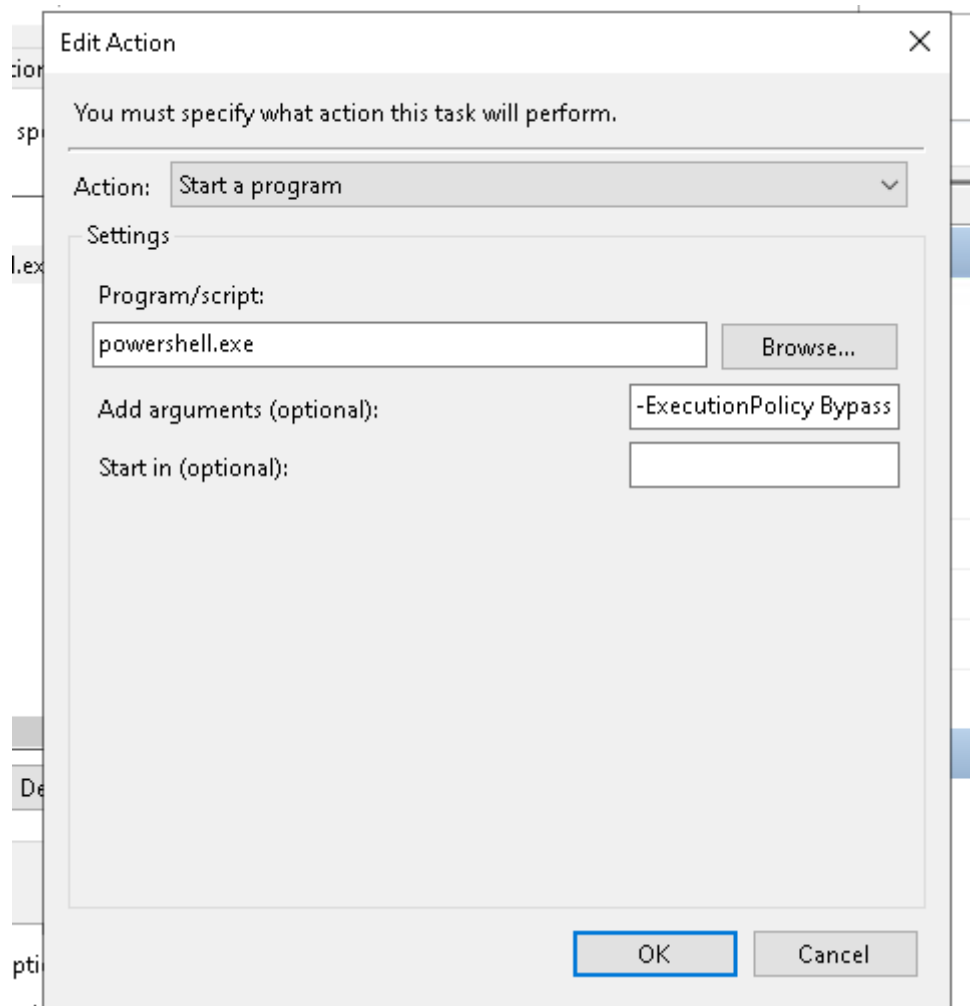 Edit Action
You must specify what action this task will perform.
Action: Start a program
Settings
Program/script:
powershell.exe Browse...
Add arguments (optional): -ExecutionPolicy Bypass
Start in (optional):
De
OK Cancel